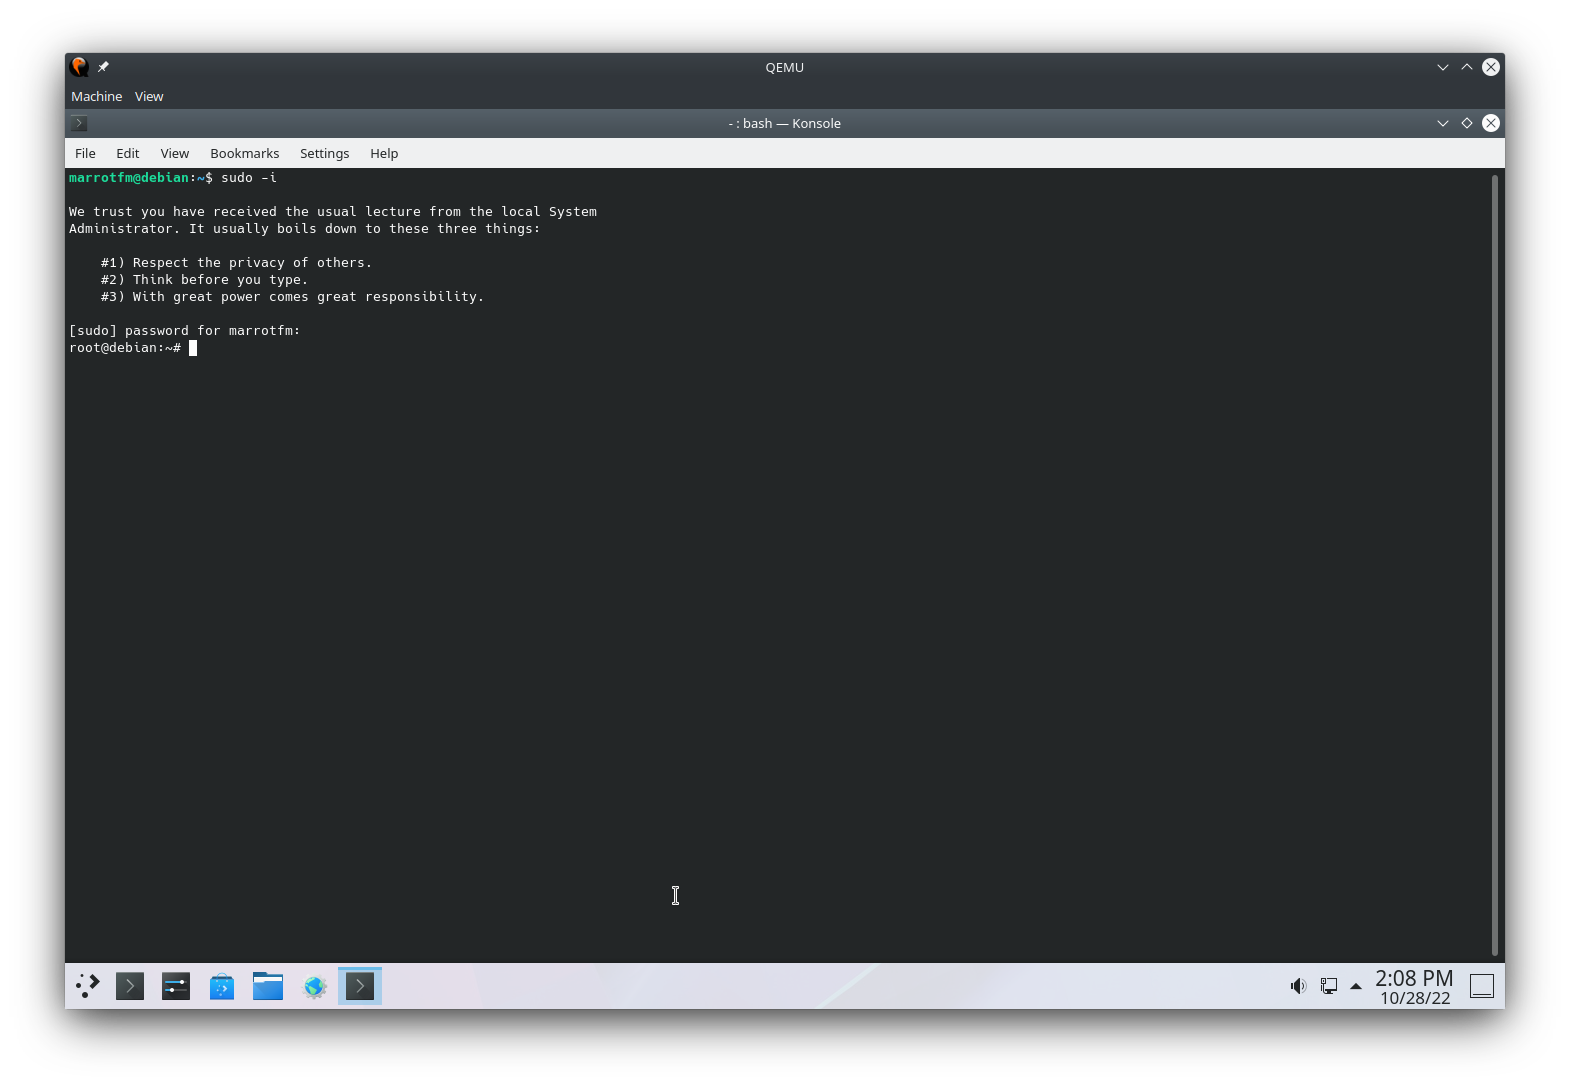 QEMU
Machine View
- : bash — Konsole
File Edit View Bookmarks Settings Help
marrotfm@debian:~$ sudo -i
We trust you have received the usual lecture from the local System
Administrator. It usually boils down to these three things:
#1) Respect the privacy of others.
#2) Think before you type.
#3) With great power comes great responsibility.
[sudo] password for marrotfm:
root@debian:~#
2:08 PM
10/28/22